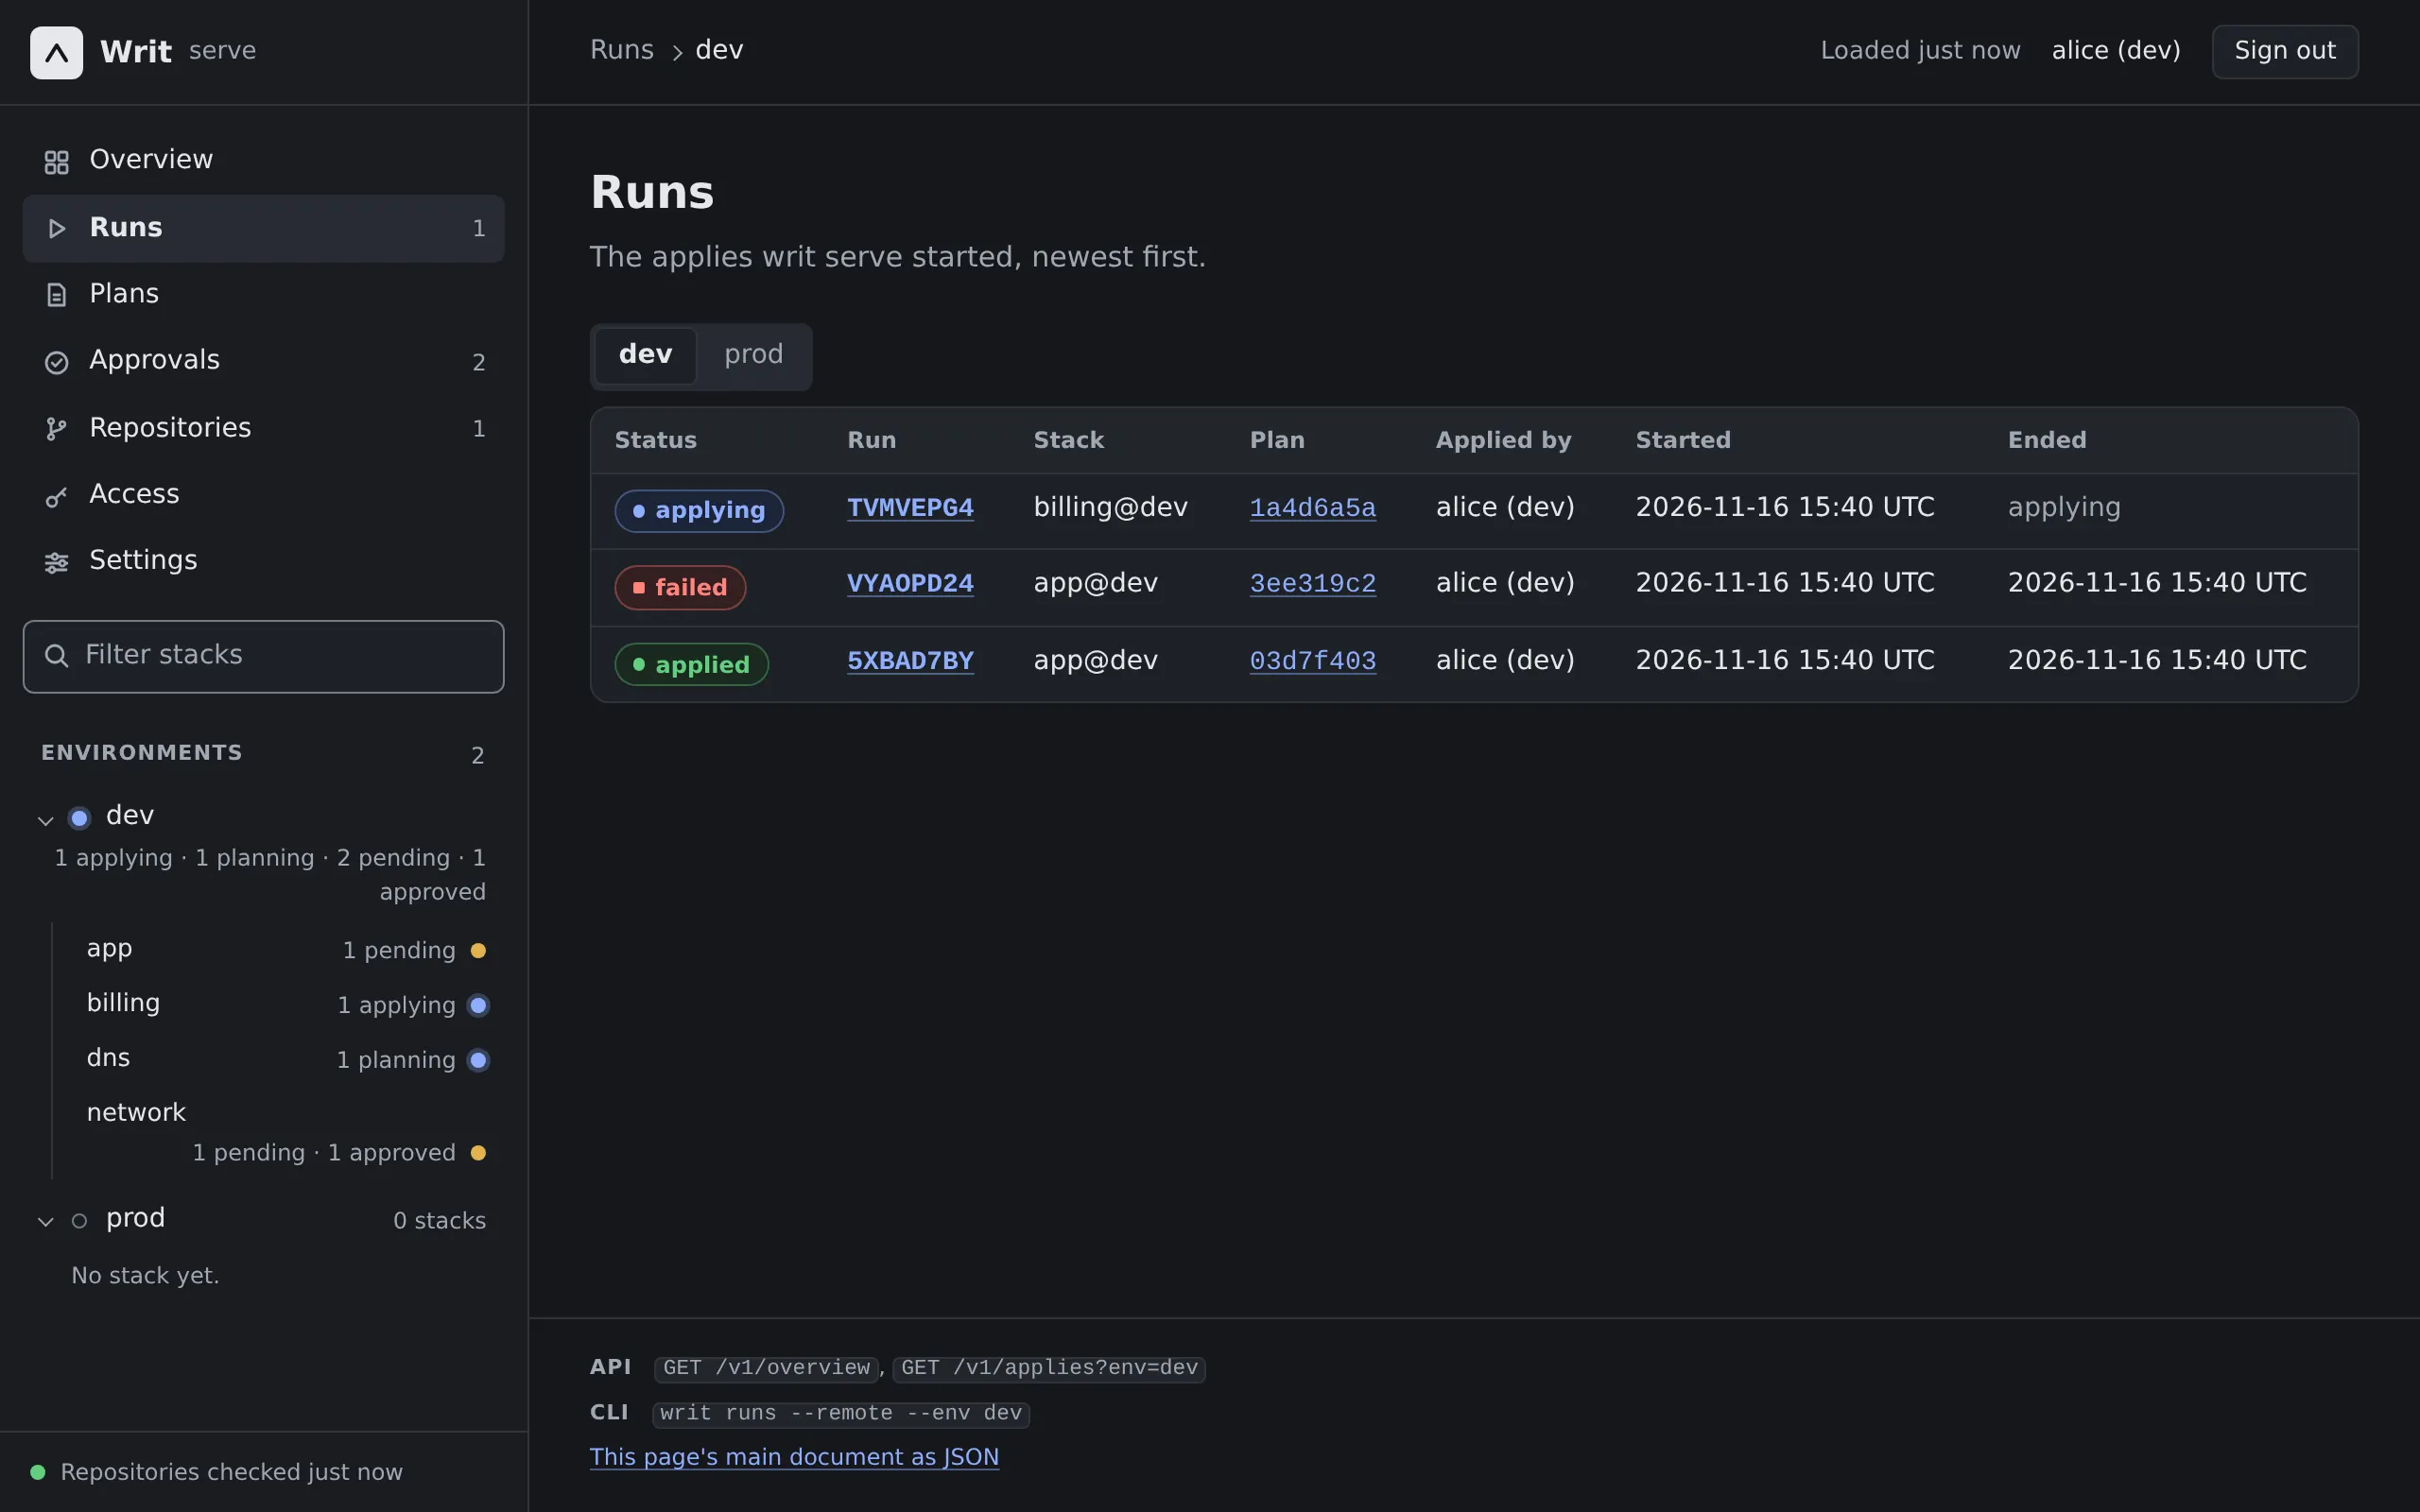 Writ serve
Overview
Runs 1
Plans
Approvals 2
Repositories 1
Access
Settings
Filter stacks
ENVIRONMENTS 2
dev
1 applying · 1 planning · 2 pending · 1
approved
app 1 pending
billing 1 applying
dns 1 planning
network
1 pending · 1 approved
prod 0 stacks
No stack yet.
Repositories checked just now
Runs dev
Loaded just now alice (dev) Sign out
Runs
The applies writ serve started, newest first.
dev prod
Status Run Stack Plan Applied by Started Ended
applying TVMVEPG4 billing@dev 1a4d6a5a alice (dev) 2026-11-16 15:40 UTC applying
failed VYAOPD24 app@dev 3ee319c2 alice (dev) 2026-11-16 15:40 UTC 2026-11-16 15:40 UTC
applied 5XBAD7BY app@dev 03d7f403 alice (dev) 2026-11-16 15:40 UTC 2026-11-16 15:40 UTC
API GET /v1/overview, GET /v1/applies?env=dev
CLI writ runs --remote --env dev
This page's main document as JSON